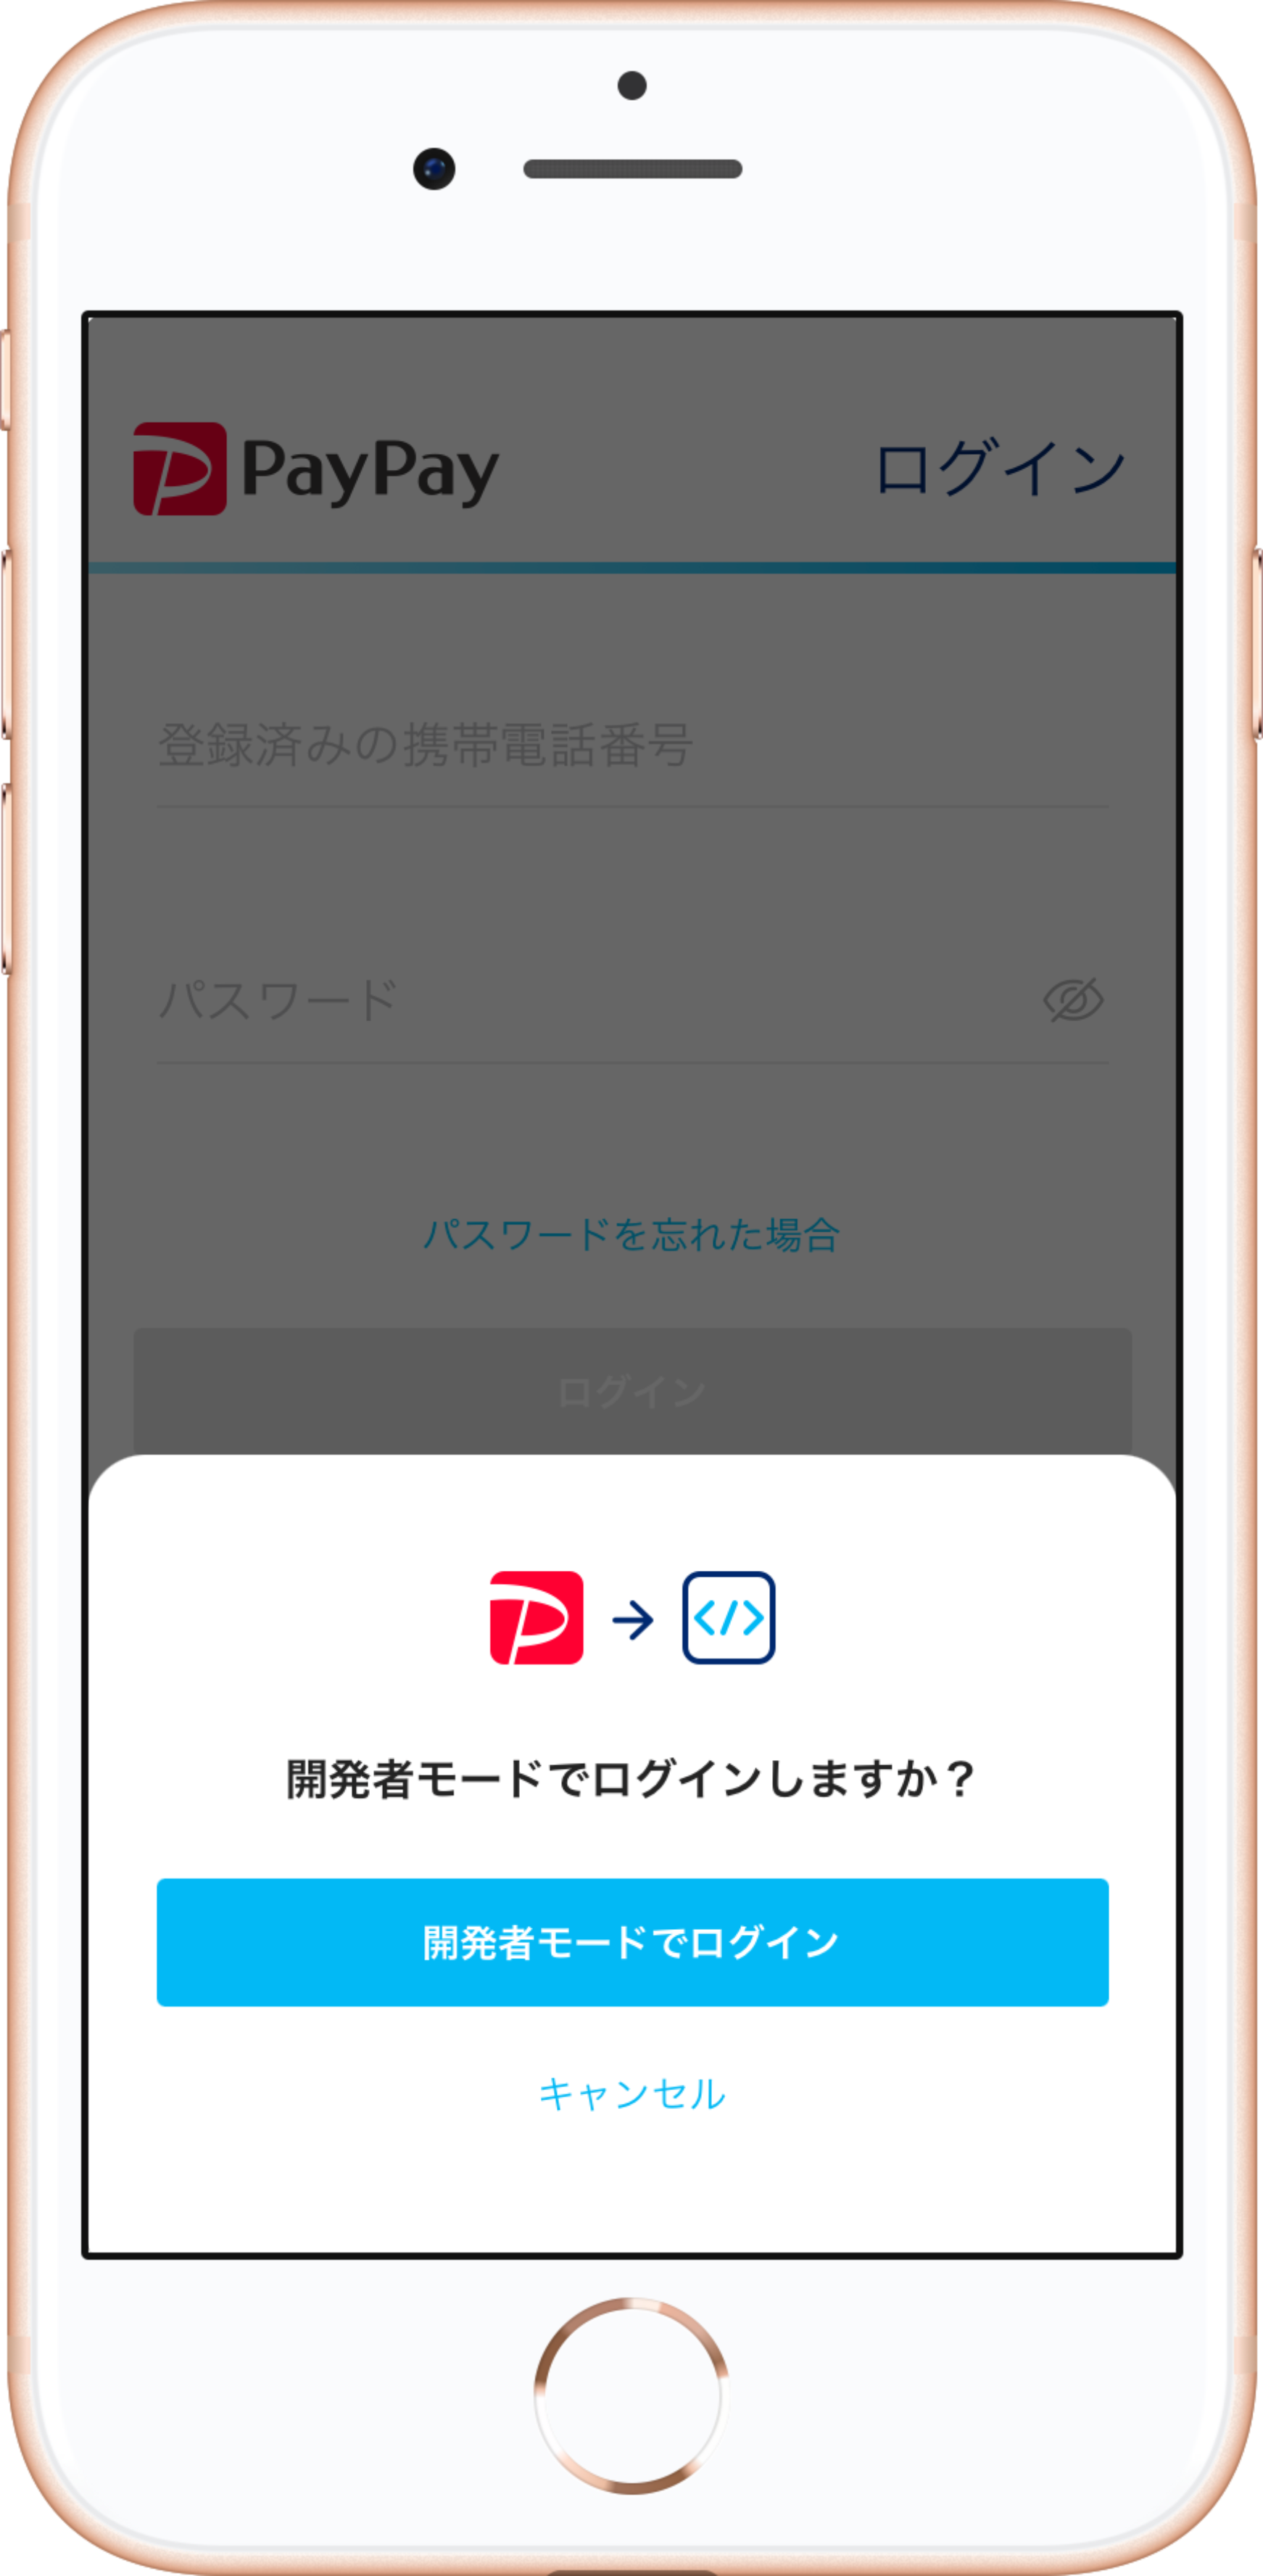 PayPay
ログイン
登録済みの携帯電話番号
パスワード
パスワードを忘れた場合
ログイン
開発者モードでログインしますか？
開発者モードでログイン
キャンセル